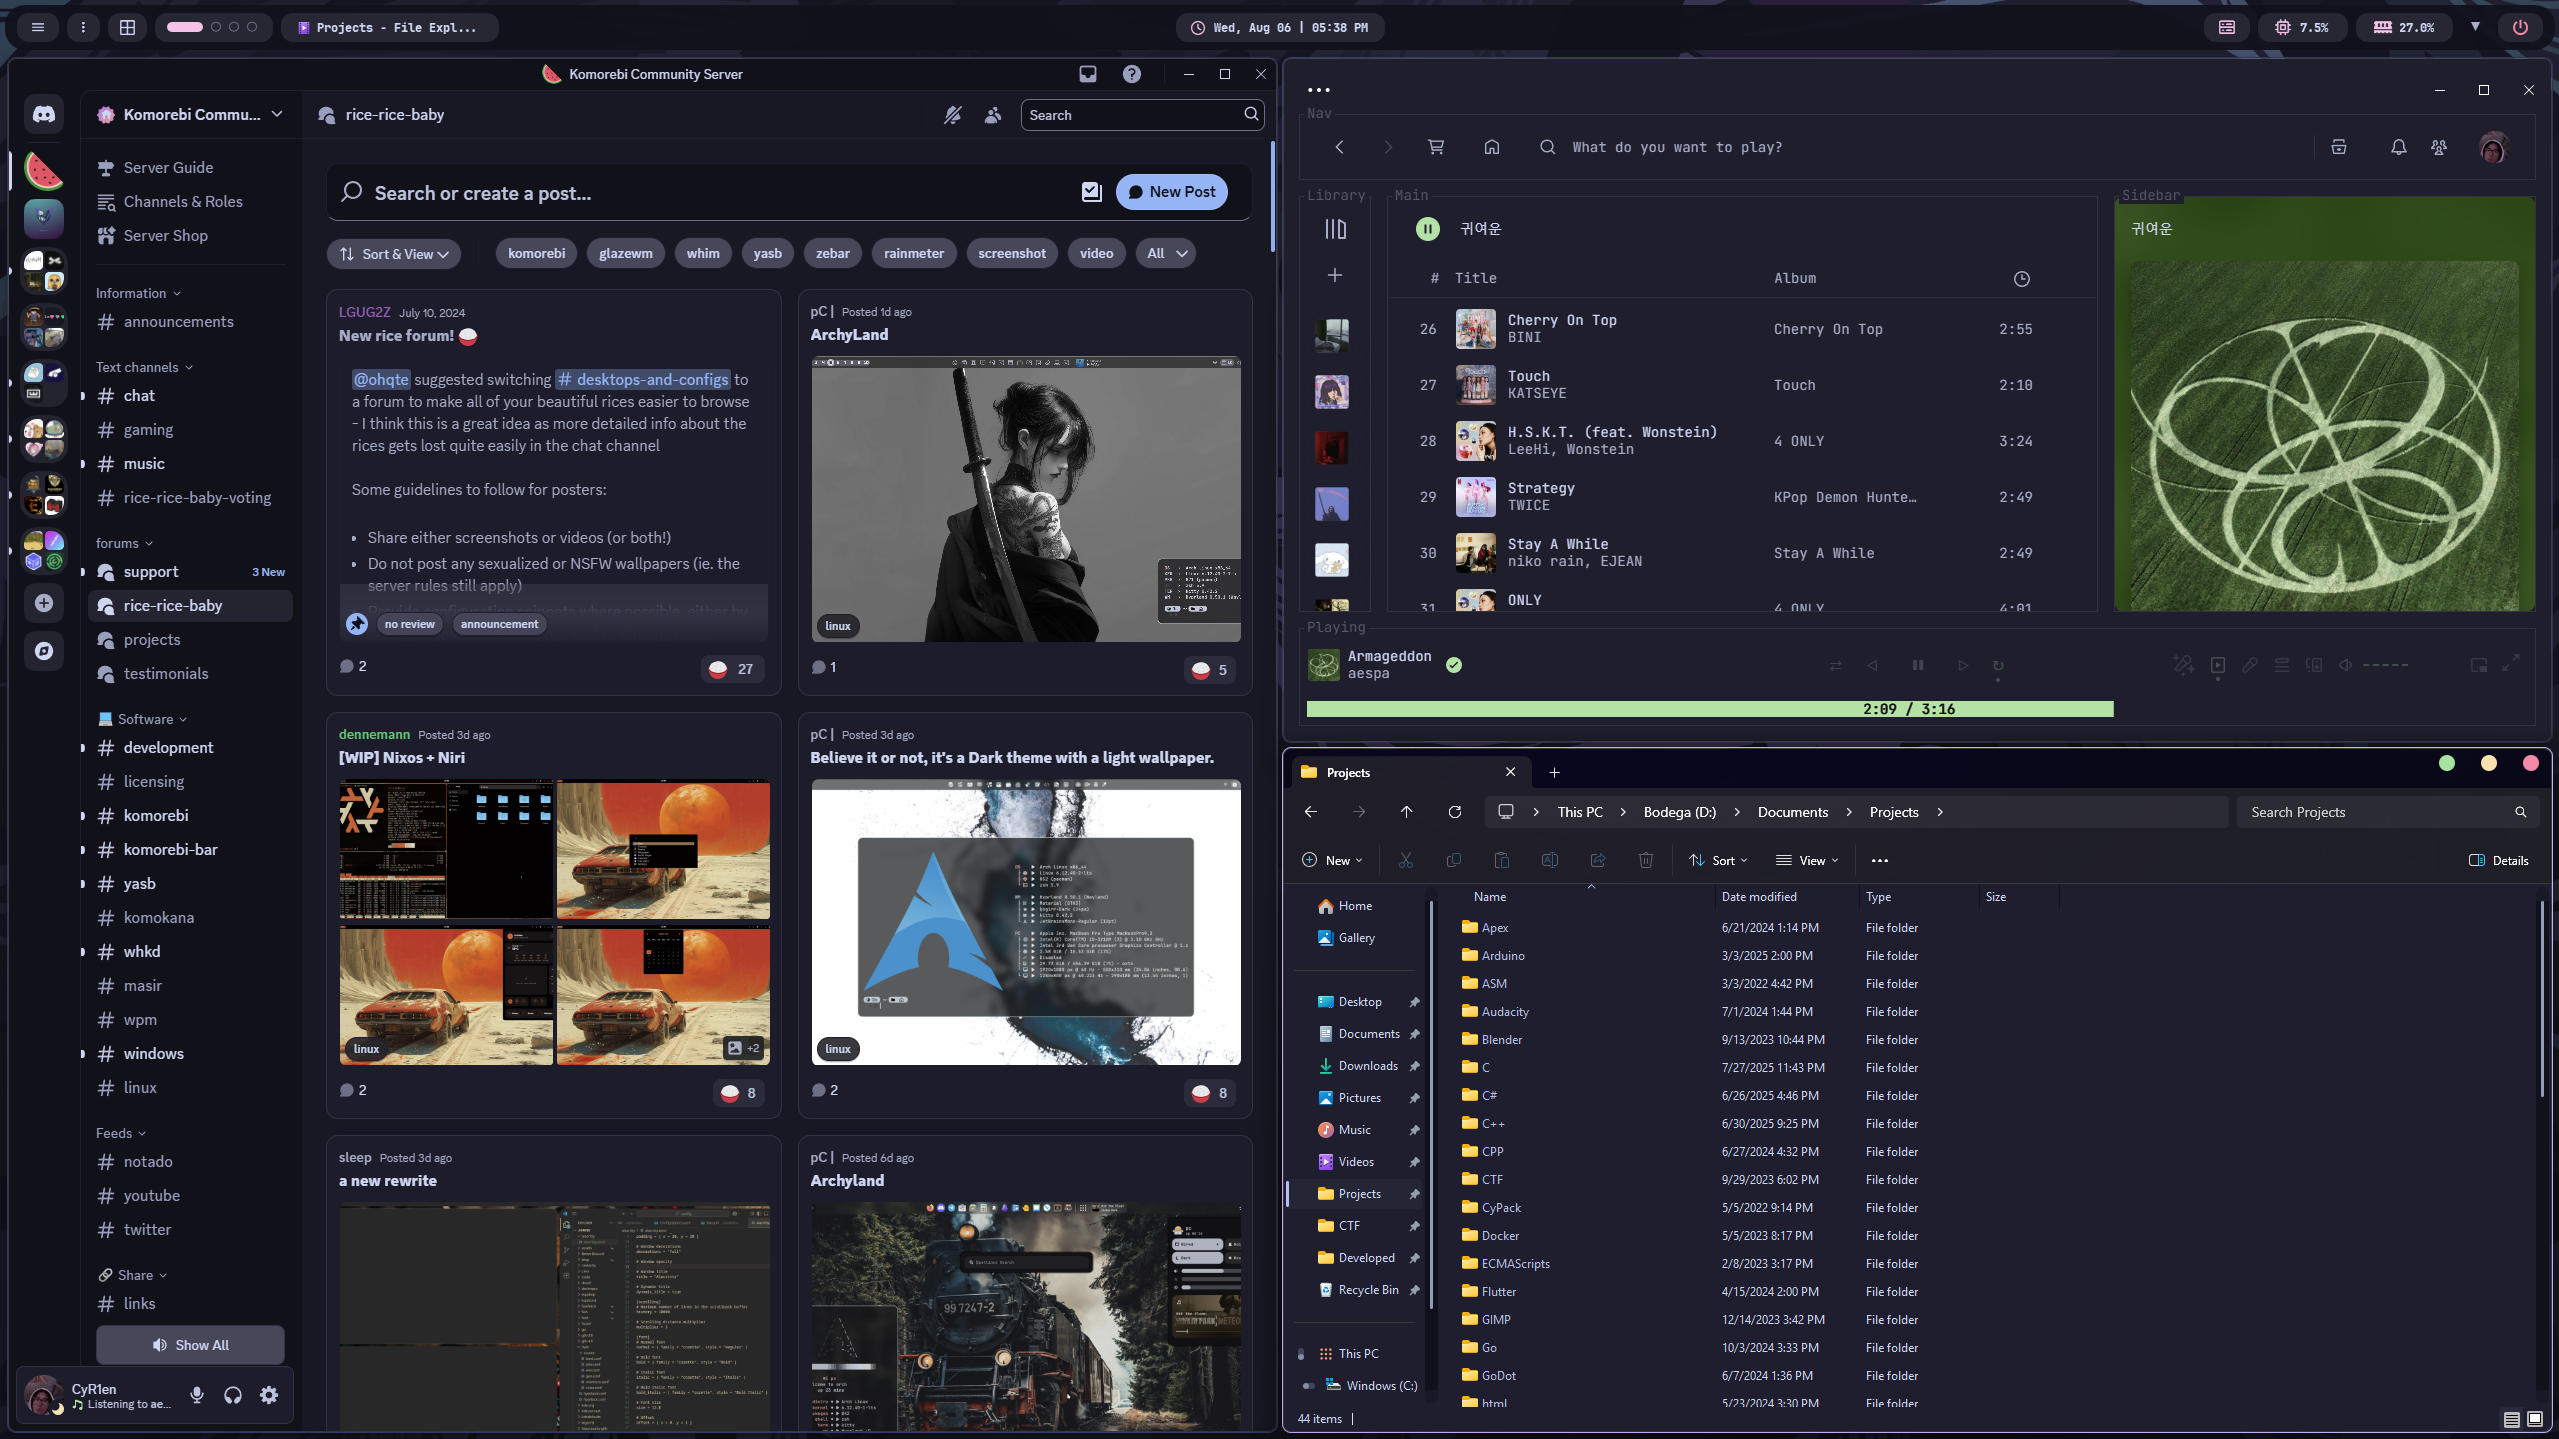 Projects - File Expl...
Wed, Aug 06 | 05:38 PM
7.5%
27.0%
Komorebi Community Server
Komorebi Commu...
Server Guide
Channels & Roles
Server Shop
Information
announcements
Text channels
chat
gaming
music
rice-rice-baby-voting
forums
support
3 New
rice-rice-baby
projects
testimonials
Software
development
licensing
komorebi
komorebi-bar
yasb
komokana
whkd
masir
wpm
windows
linux
Feeds
notado
youtube
twitter
Share
links
Show All
CyR1en
Listening to ae...
rice-rice-baby
Search
Search or create a post...
New Post
Sort & View
komorebi
glazewm
whim
yasb
zebar
rainmeter
screenshot
video
All
LGUG2Z July 10, 2024
New rice forum!
@ohqte suggested switching # desktops-and-configs to
a forum to make all of your beautiful rices easier to browse
- I think this is a great idea as more detailed info about the
rices gets lost quite easily in the chat channel
Some guidelines to follow for posters:
• Share either screenshots or videos (or both!)
• Do not post any sexualized or NSFW wallpapers (ie. the
server rules still apply)
no review
announcement
2
27
pC | Posted 1d ago
ArchyLand
linux
1
5
dennemann Posted 3d ago
[WIP] Nixos + Niri
linux
+2
2
8
pC | Posted 3d ago
Believe it or not, it's a Dark theme with a light wallpaper.
linux
2
8
sleep Posted 3d ago
a new rewrite
pC | Posted 6d ago
Archyland
99 7247-2
Nav
What do you want to play?
Library
Main
귀여운
# Title Album
26 Cherry On Top Cherry On Top 2:55
BINI
27 Touch Touch 2:10
KATSEYE
28 H.S.K.T. (feat. Wonstein) 4 ONLY 3:24
LeeHi, Wonstein
29 Strategy KPop Demon Hunte… 2:49
TWICE
30 Stay A While Stay A While 2:49
niko rain, EJEAN
31 ONLY 4 ONLY 4:01
Sidebar
귀여운
Playing
Armageddon
aespa
2:09 / 3:16
Projects
This PC
Bodega (D:)
Documents
Projects
Search Projects
New
Sort
View
Details
Home
Gallery
Desktop
Documents
Downloads
Pictures
Music
Videos
Projects
CTF
Developed
Recycle Bin
This PC
Windows (C:)
Name Date modified Type Size
Apex 6/21/2024 1:14 PM File folder
Arduino 3/3/2025 2:00 PM File folder
ASM 3/3/2022 4:42 PM File folder
Audacity 7/1/2024 1:44 PM File folder
Blender 9/13/2023 10:44 PM File folder
C 7/27/2025 11:43 PM File folder
C# 6/26/2025 4:46 PM File folder
C++ 6/30/2025 9:25 PM File folder
CPP 6/27/2024 4:32 PM File folder
CTF 9/29/2023 6:02 PM File folder
CyPack 5/5/2022 9:14 PM File folder
Docker 5/5/2023 8:17 PM File folder
ECMAScripts 2/8/2023 3:17 PM File folder
Flutter 4/15/2024 2:00 PM File folder
GIMP 12/14/2023 3:42 PM File folder
Go 10/3/2024 3:33 PM File folder
GoDot 6/7/2024 1:36 PM File folder
html 5/23/2024 3:30 PM File folder
44 items